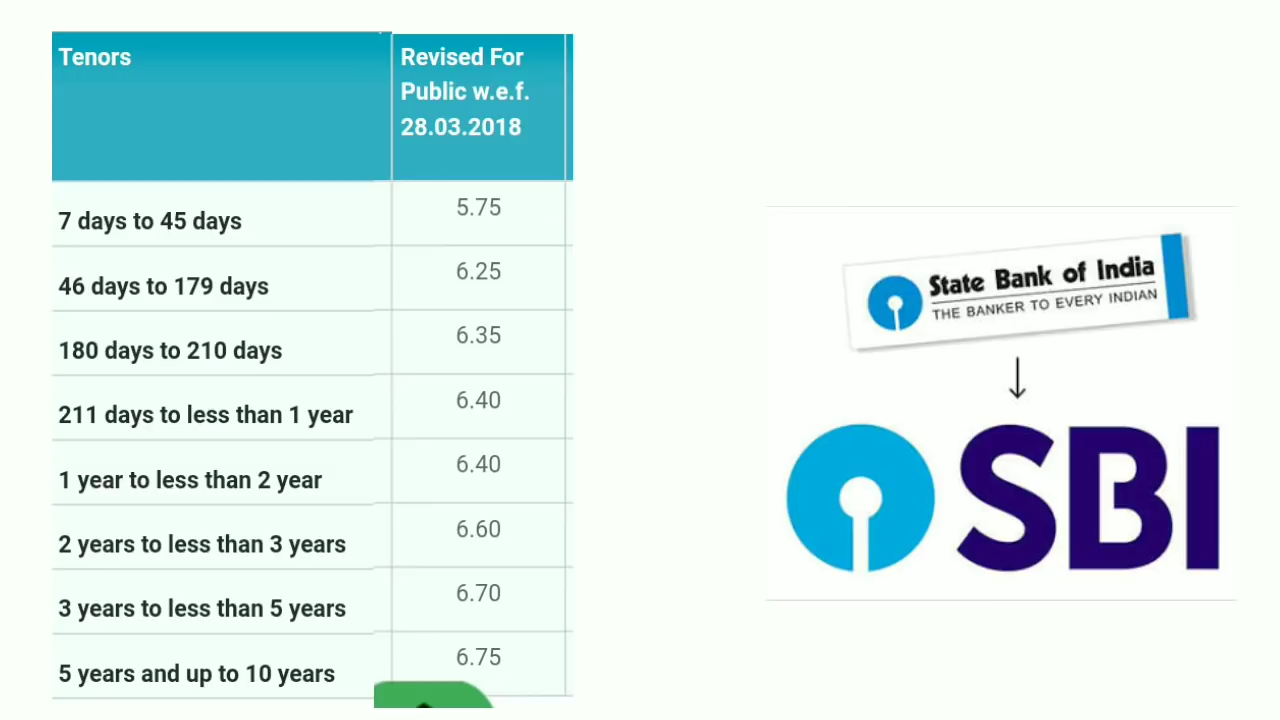 Tenors
Revised For
Public w.e.f.
28.03.2018
7 days to 45 days 5.75
46 days to 179 days 6.25
180 days to 210 days 6.35
211 days to less than 1 year 6.40
1 year to less than 2 year 6.40
2 years to less than 3 years 6.60
3 years to less than 5 years 6.70
5 years and up to 10 years 6.75
State Bank of India
THE BANKER TO EVERY INDIAN
SBI